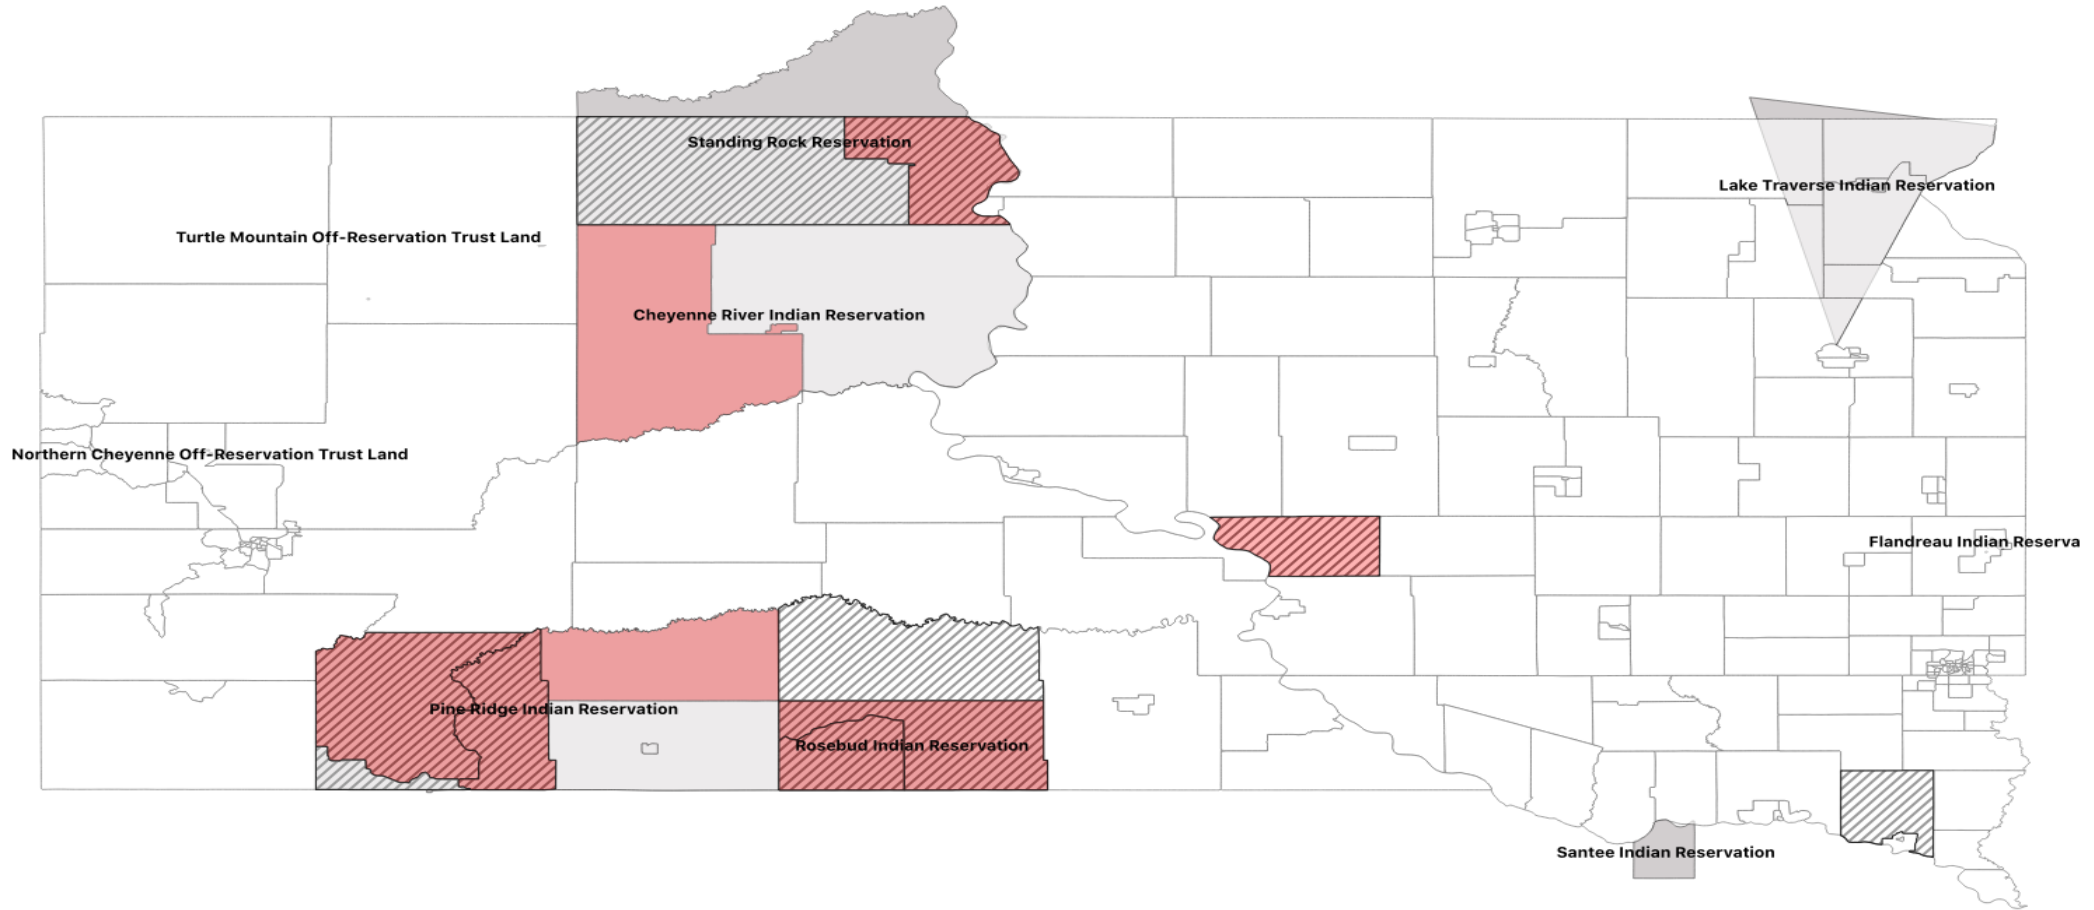 Standing Rock Reservation
Lake Traverse Indian Reservation
Turtle Mountain Off-Reservation Trust Land
Cheyenne River Indian Reservation
Northern Cheyenne Off-Reservation Trust Land
Flandreau Indian Reserva
Pine Ridge Indian Reservation
Rosebud Indian Reservation
Santee Indian Reservation